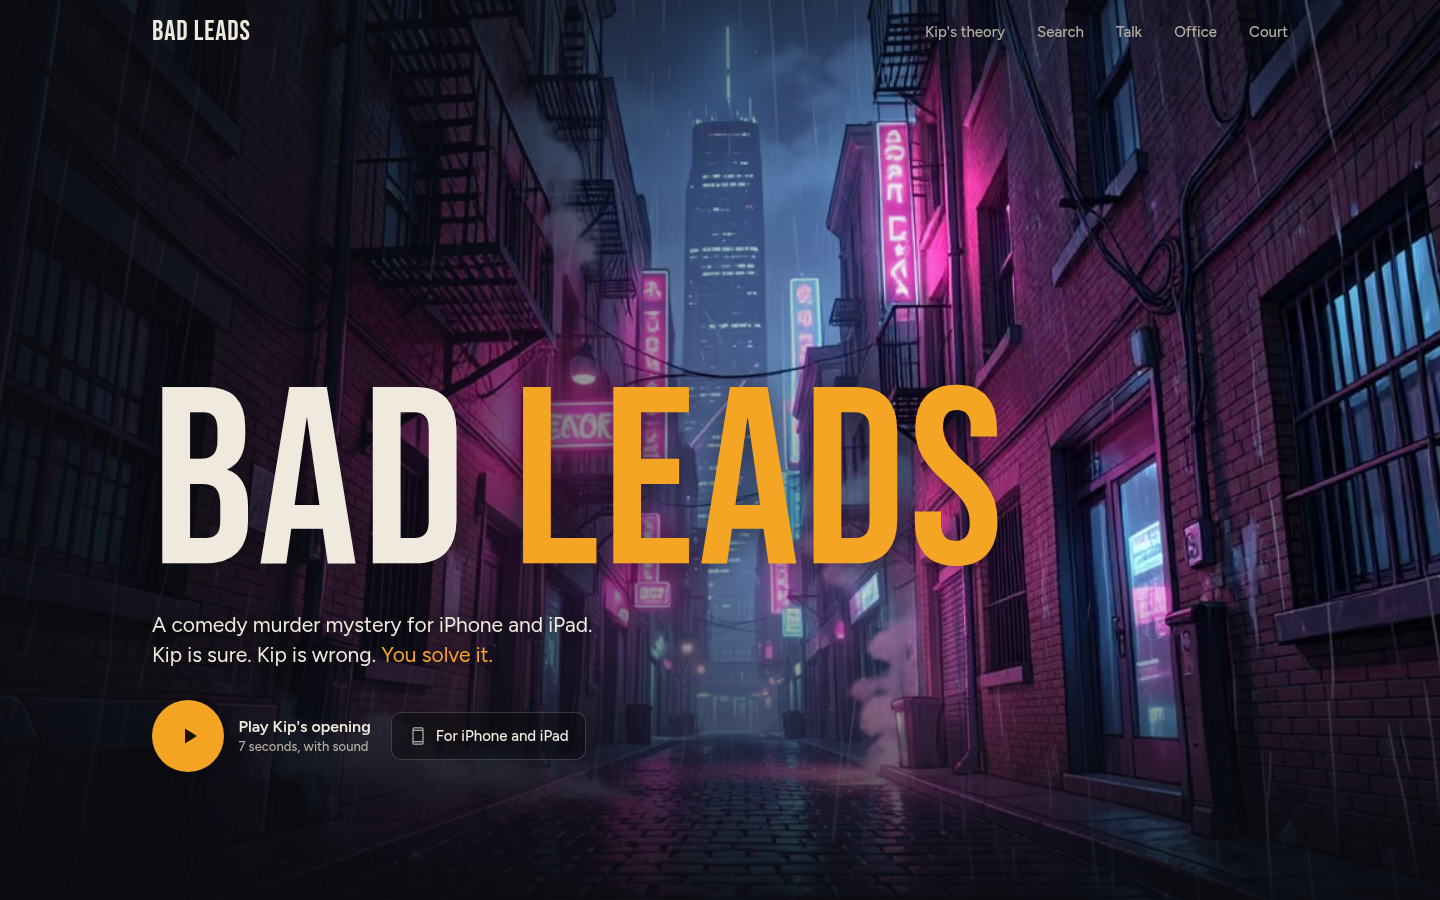 BAD LEADS
Kip's theory
Search
Talk
Office
Court
BAD LEADS
A comedy murder mystery for iPhone and iPad.
Kip is sure. Kip is wrong. You solve it.
Play Kip's opening
7 seconds, with sound
For iPhone and iPad